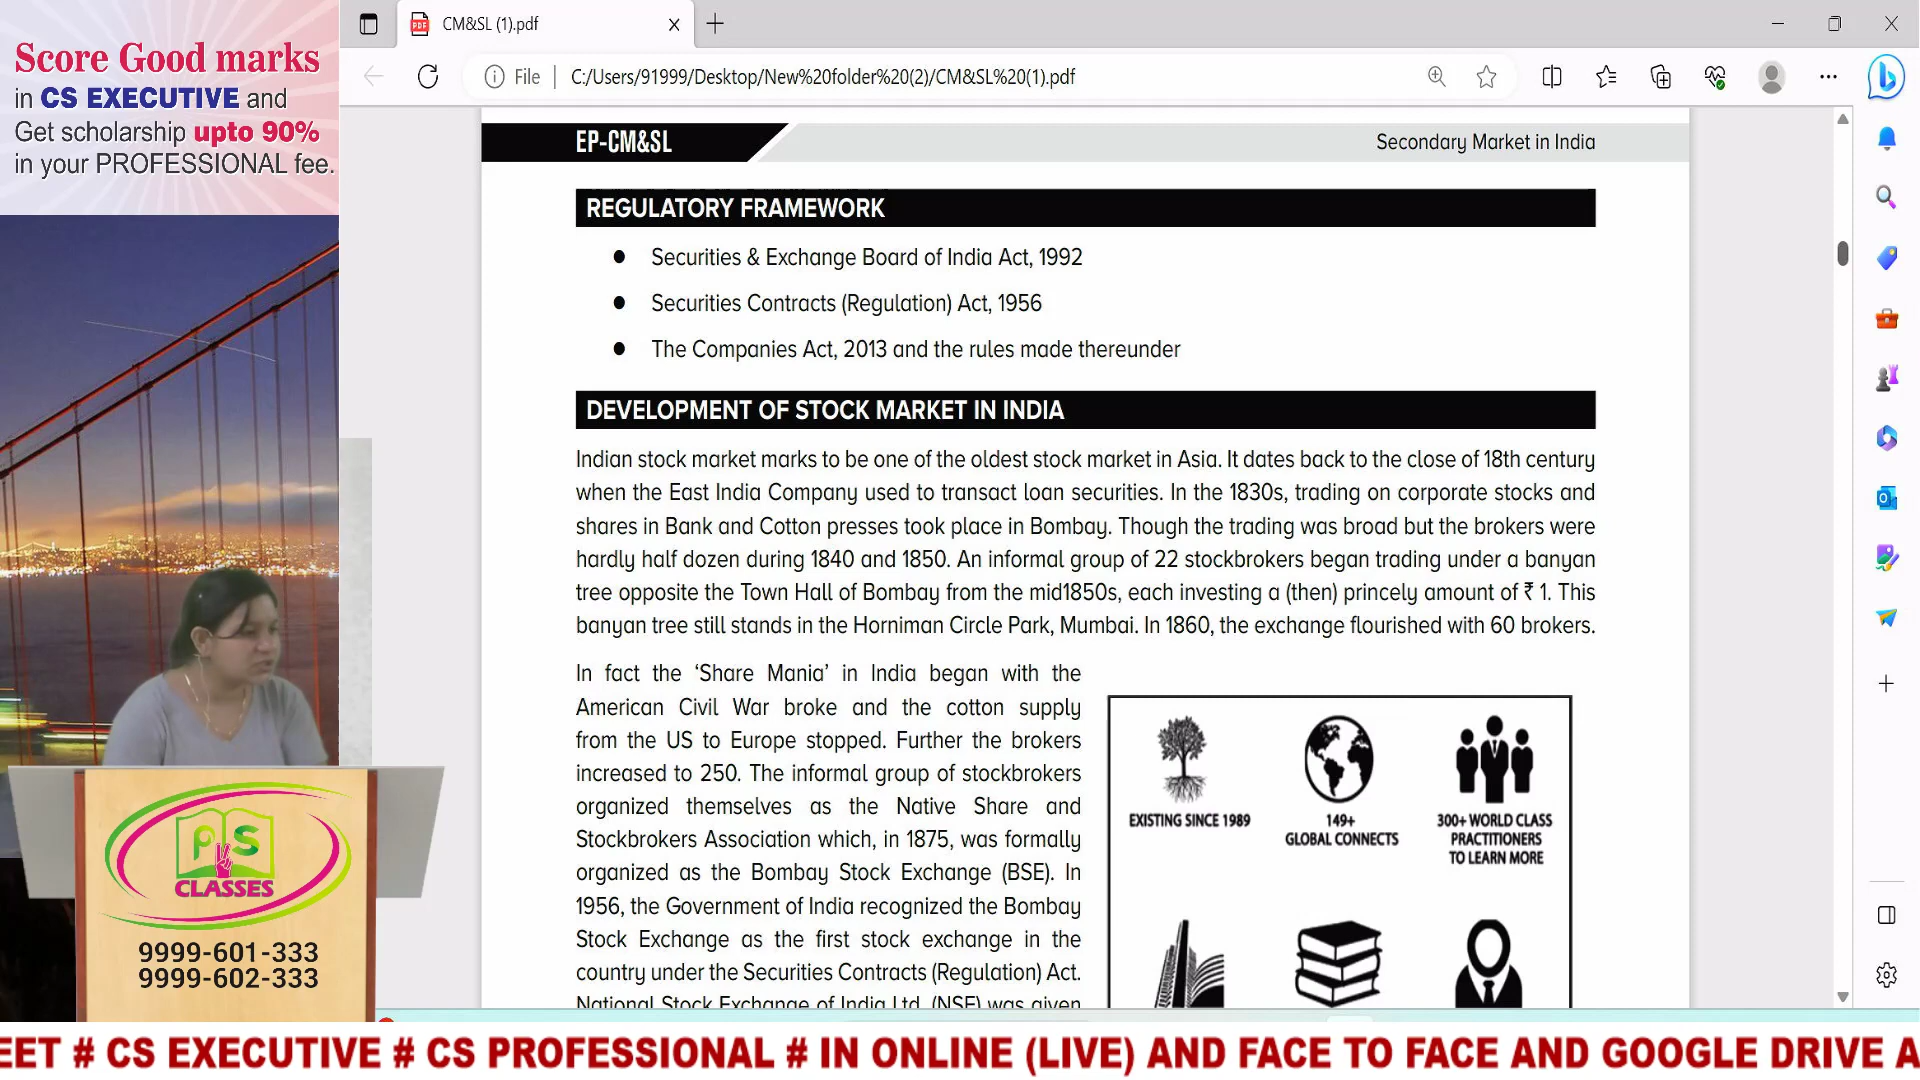 Score Good marks
in CS EXECUTIVE and
Get scholarship upto 90%
in your PROFESSIONAL fee.
CM&SL (1).pdf
File
C:/Users/91999/Desktop/New%20folder%20(2)/CM&SL%20(1).pdf
EP-CM&SL
Secondary Market in India
REGULATORY FRAMEWORK
● Securities & Exchange Board of India Act, 1992
● Securities Contracts (Regulation) Act, 1956
● The Companies Act, 2013 and the rules made thereunder
DEVELOPMENT OF STOCK MARKET IN INDIA
Indian stock market marks to be one of the oldest stock market in Asia. It dates back to the close of 18th century
when the East India Company used to transact loan securities. In the 1830s, trading on corporate stocks and
shares in Bank and Cotton presses took place in Bombay. Though the trading was broad but the brokers were
hardly half dozen during 1840 and 1850. An informal group of 22 stockbrokers began trading under a banyan
tree opposite the Town Hall of Bombay from the mid1850s, each investing a (then) princely amount of ₹ 1. This
banyan tree still stands in the Horniman Circle Park, Mumbai. In 1860, the exchange flourished with 60 brokers.
In fact the ‘Share Mania’ in India began with the
American Civil War broke and the cotton supply
from the US to Europe stopped. Further the brokers
increased to 250. The informal group of stockbrokers
organized themselves as the Native Share and
Stockbrokers Association which, in 1875, was formally
organized as the Bombay Stock Exchange (BSE). In
1956, the Government of India recognized the Bombay
Stock Exchange as the first stock exchange in the
country under the Securities Contracts (Regulation) Act.
National Stock Exchange of India Ltd. (NSE) was given
EXISTING SINCE 1989
149+
GLOBAL CONNECTS
300+ WORLD CLASS
PRACTITIONERS
TO LEARN MORE
PS
CLASSES
9999-601-333
9999-602-333
EET # CS EXECUTIVE # CS PROFESSIONAL # IN ONLINE (LIVE) AND FACE TO FACE AND GOOGLE DRIVE A